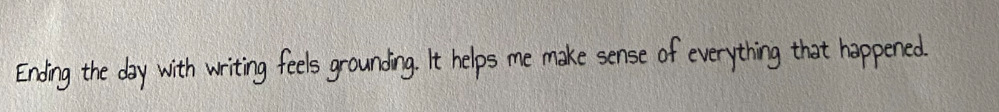 Ending the day with writing feels grounding. It helps me make sense of everything that happened.